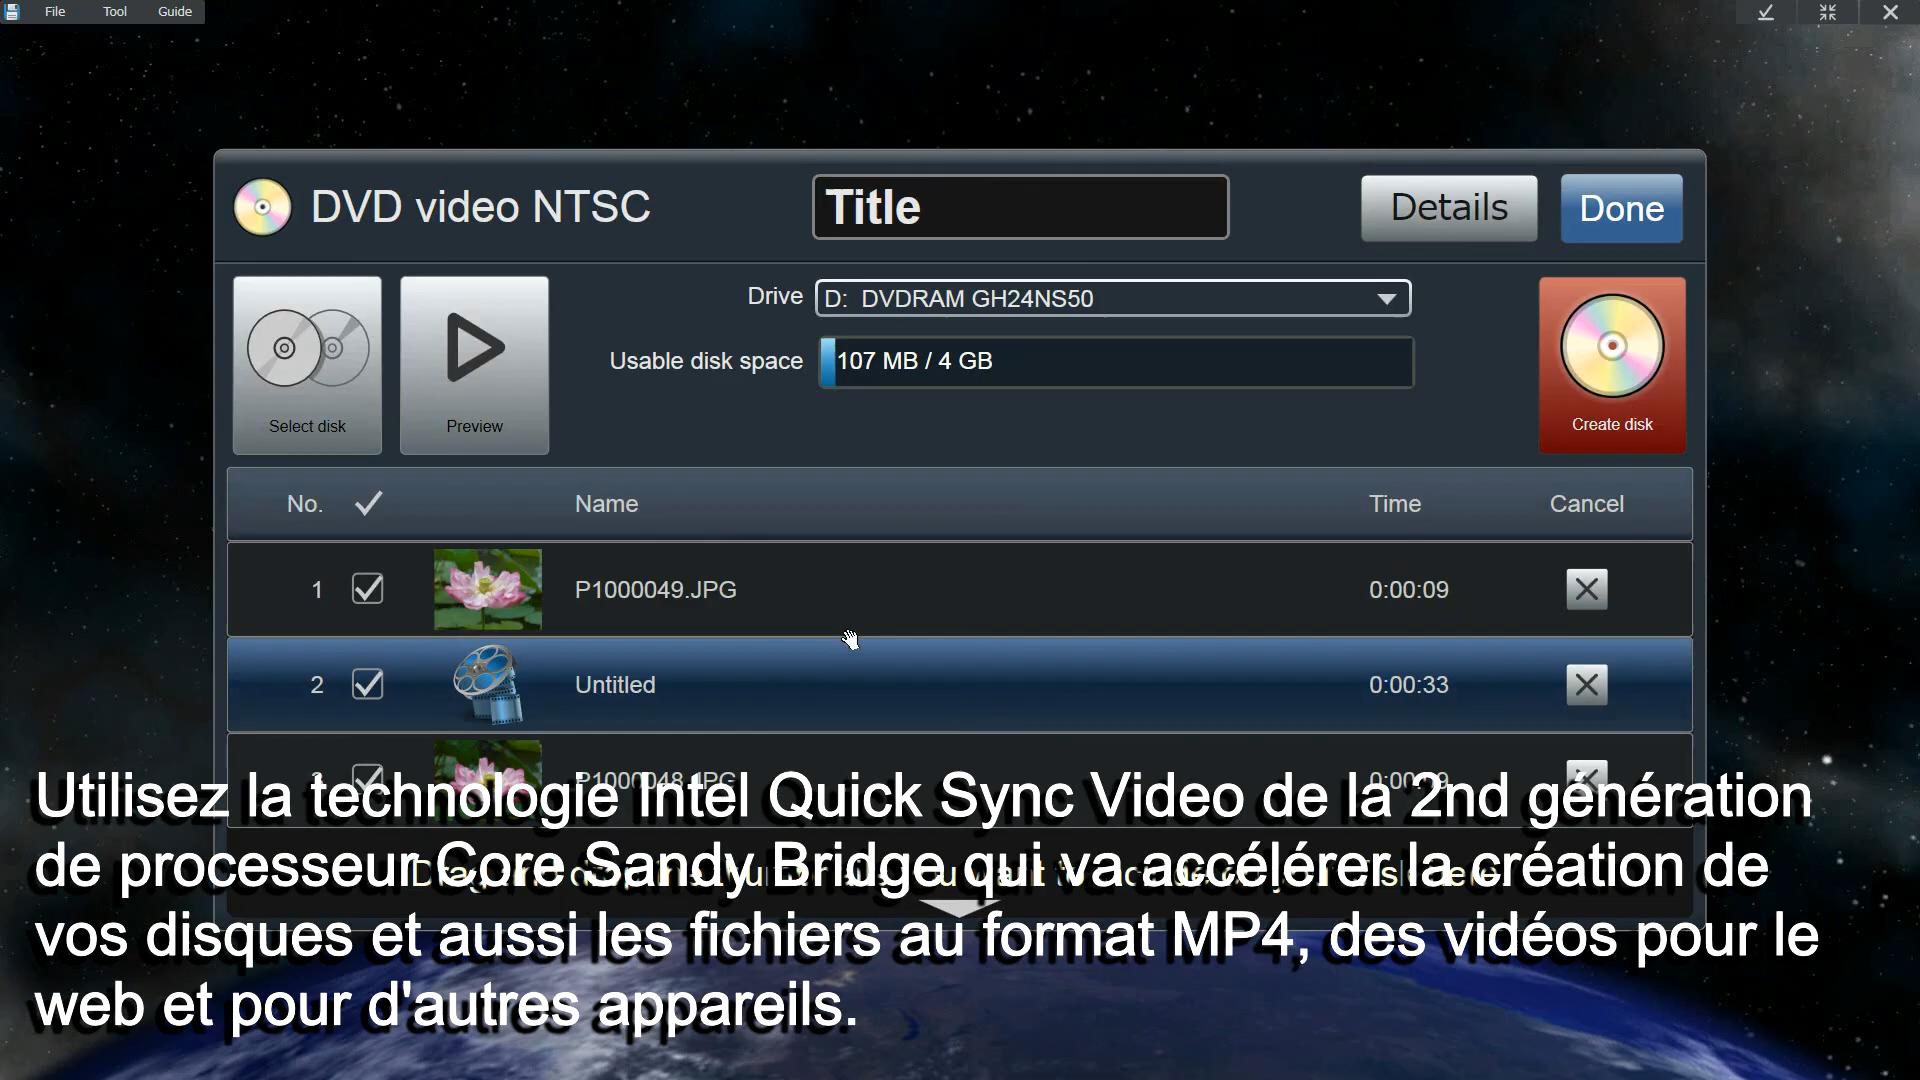 File Tool Guide
DVD video NTSC
Title
Details
Done
Drive
D: DVDRAM GH24NS50
Usable disk space
107 MB / 4 GB
Select disk
Preview
Create disk
No. Name Time Cancel
1 P1000049.JPG 0:00:09
2 Untitled 0:00:33
3 P1000048.JPG
Utilisez la technologie Intel Quick Sync Video de la 2nd génération
de processeur Core Sandy Bridge qui va accélérer la création de
vos disques et aussi les fichiers au format MP4, des vidéos pour le
web et pour d'autres appareils.